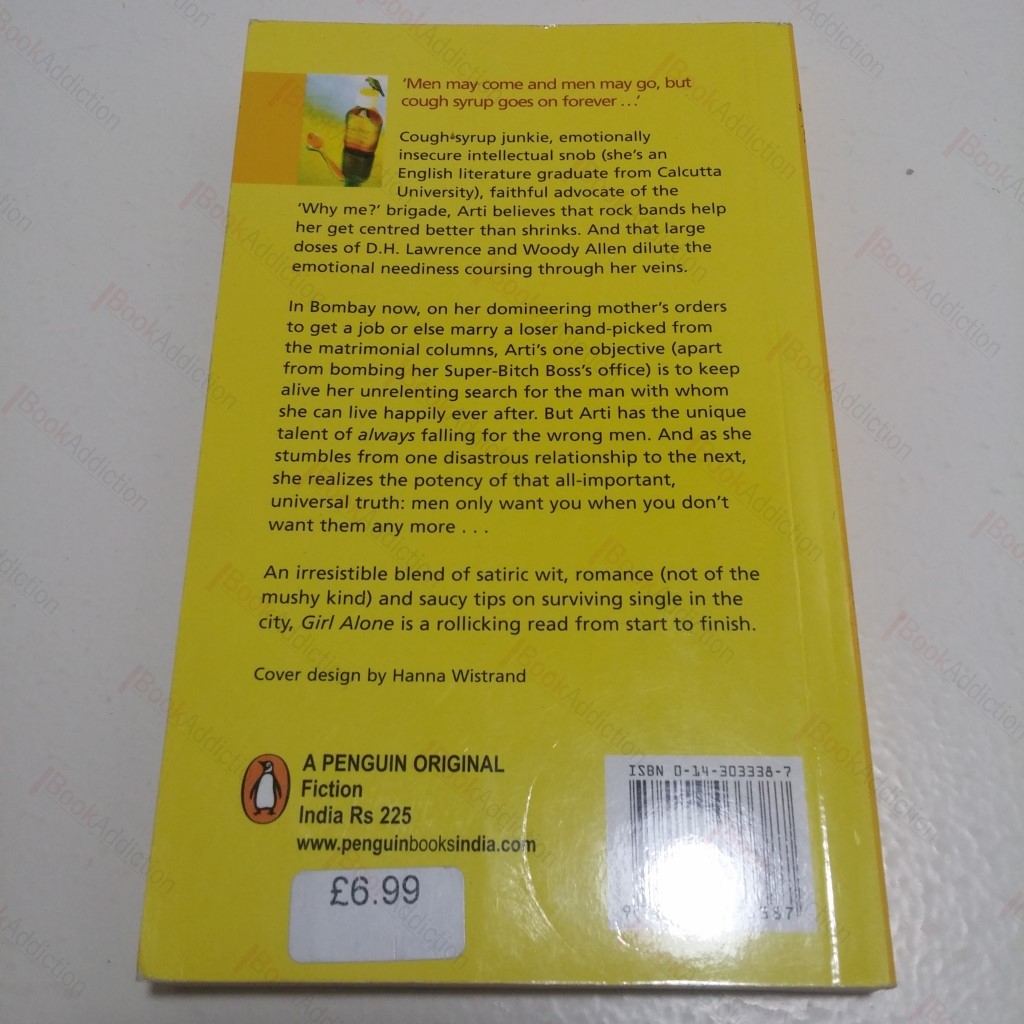 'Men may come and men may go, but
cough syrup goes on forever ...'
Cough-syrup junkie, emotionally
insecure intellectual snob (she's an
English literature graduate from Calcutta
University), faithful advocate of the
'Why me?' brigade, Arti believes that rock bands help
her get centred better than shrinks. And that large
doses of D.H. Lawrence and Woody Allen dilute the
emotional neediness coursing through her veins.
In Bombay now, on her domineering mother's orders
to get a job or else marry a loser hand-picked from
the matrimonial columns, Arti's one objective (apart
from bombing her Super-Bitch Boss's office) is to keep
alive her unrelenting search for the man with whom
she can live happily ever after. But Arti has the unique
talent of always falling for the wrong men. And as she
stumbles from one disastrous relationship to the next,
she realizes the potency of that all-important,
universal truth: men only want you when you don't
want them any more . . .
An irresistible blend of satiric wit, romance (not of the
mushy kind) and saucy tips on surviving single in the
city, Girl Alone is a rollicking read from start to finish.
Cover design by Hanna Wistrand
A PENGUIN ORIGINAL
Fiction
India Rs 225
www.penguinbooksindia.com
£6.99
ISBN 0-14-303338-7
BookAddiction